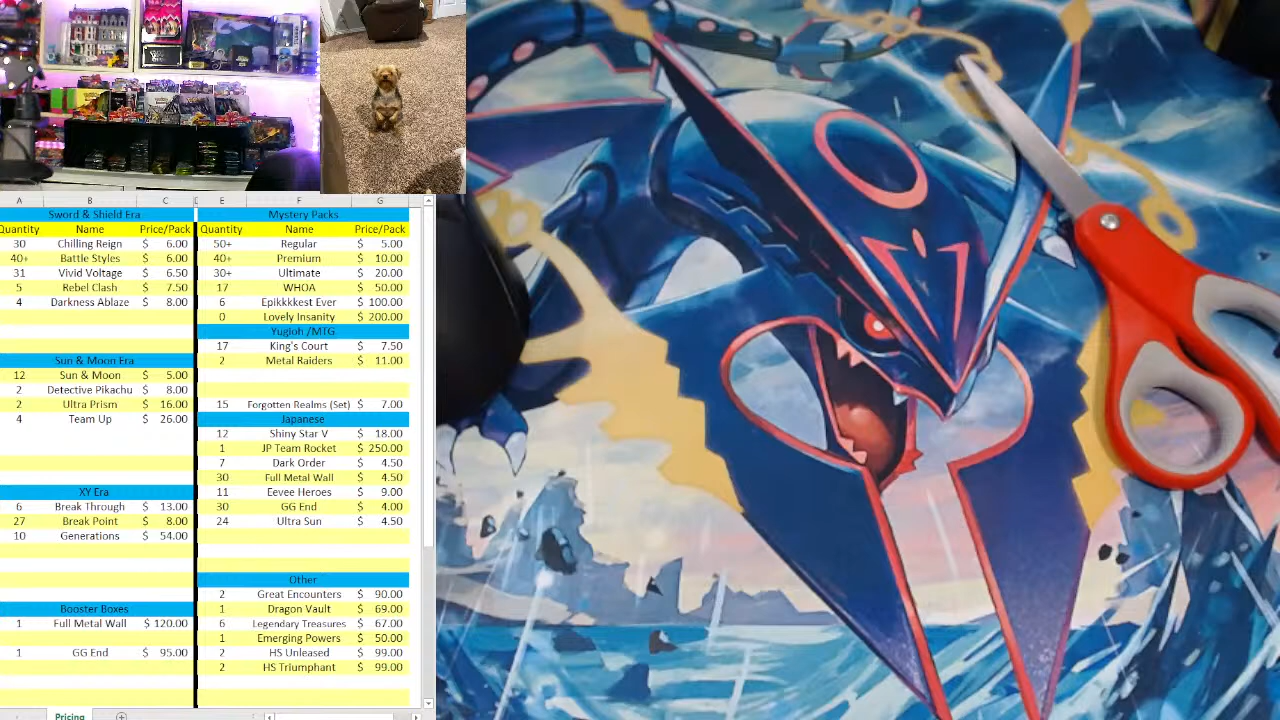 A B C E F G
Sword & Shield Era
Quantity Name Price/Pack
30 Chilling Reign $ 6.00
40+ Battle Styles $ 6.00
31 Vivid Voltage $ 6.50
5 Rebel Clash $ 7.50
4 Darkness Ablaze $ 8.00
Sun & Moon Era
12 Sun & Moon $ 5.00
2 Detective Pikachu $ 8.00
2 Ultra Prism $ 16.00
4 Team Up $ 26.00
XY Era
6 Break Through $ 13.00
27 Break Point $ 8.00
10 Generations $ 54.00
Booster Boxes
1 Full Metal Wall $ 120.00
1 GG End $ 95.00
Mystery Packs
Quantity Name Price/Pack
50+ Regular $ 5.00
40+ Premium $ 10.00
30+ Ultimate $ 20.00
17 WHOA $ 50.00
6 Epikkkkest Ever $ 100.00
0 Lovely Insanity $ 200.00
Yugioh /MTG
17 King's Court $ 7.50
2 Metal Raiders $ 11.00
15 Forgotten Realms (Set) $ 7.00
Japanese
12 Shiny Star V $ 18.00
1 JP Team Rocket $ 250.00
7 Dark Order $ 4.50
30 Full Metal Wall $ 4.50
11 Eevee Heroes $ 9.00
30 GG End $ 4.00
24 Ultra Sun $ 4.50
Other
2 Great Encounters $ 90.00
1 Dragon Vault $ 69.00
6 Legendary Treasures $ 67.00
1 Emerging Powers $ 50.00
2 HS Unleased $ 99.00
2 HS Triumphant $ 99.00
Pricing